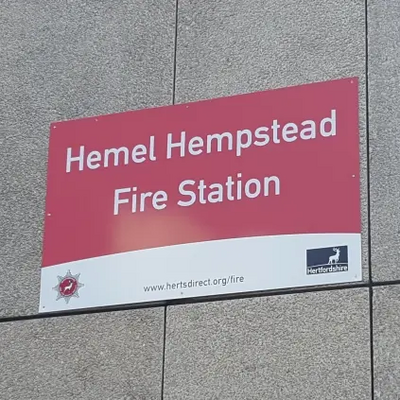 Hemel Hempstead
Fire Station
www.hertsdirect.org/fire
Hertfordshire